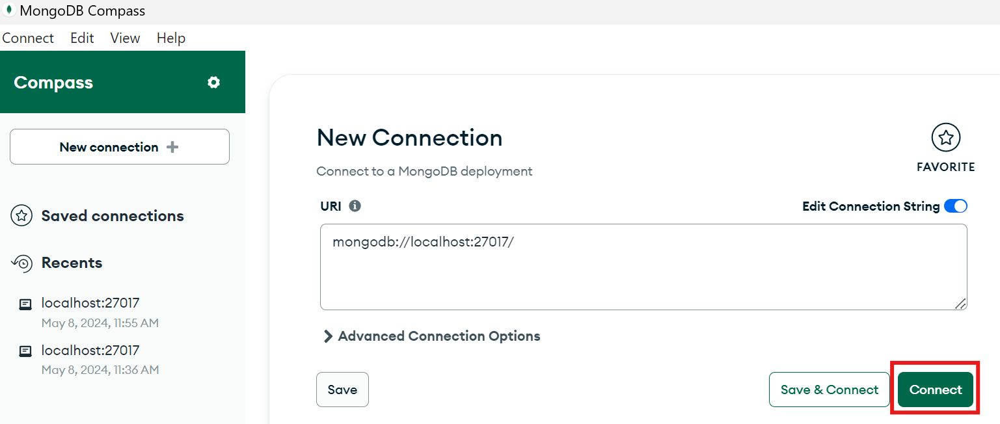 MongoDB Compass
Connect Edit View Help
Compass
New connection
Saved connections
Recents
localhost:27017
May 8, 2024, 11:55 AM
localhost:27017
May 8, 2024, 11:36 AM
New Connection
FAVORITE
Connect to a MongoDB deployment
URI
Edit Connection String
mongodb://localhost:27017/
Advanced Connection Options
Save
Save & Connect
Connect